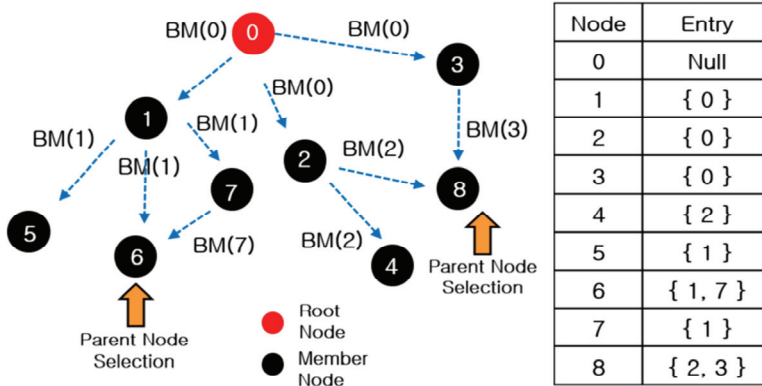 BM(0)
0
BM(0)
3
BM(0)
1
BM(1)
BM(1)
BM(1)
2
BM(2)
BM(3)
7
8
5
6
BM(7)
BM(2)
4
Parent Node
Selection
Parent Node
Selection
Root
Node
Member
Node
Node Entry
0 Null
1 { 0 }
2 { 0 }
3 { 0 }
4 { 2 }
5 { 1 }
6 { 1, 7 }
7 { 1 }
8 { 2, 3 }